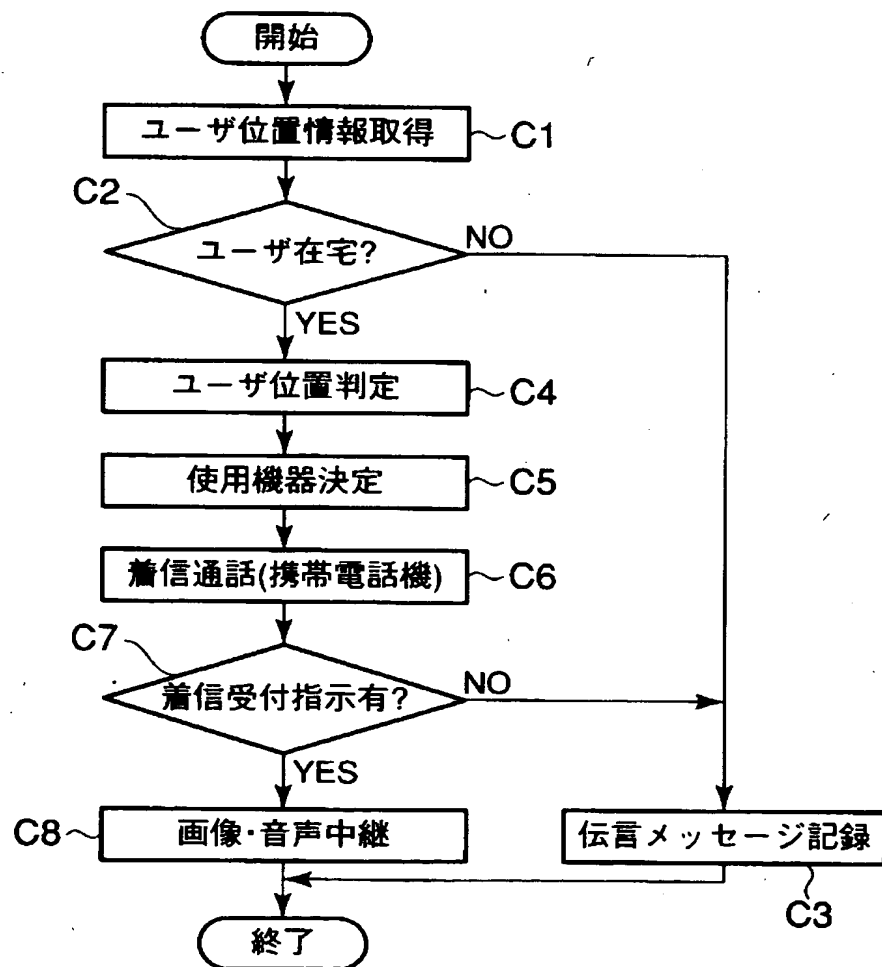 開始
ユーザ位置情報取得
C1
C2
ユーザ在宅?
NO
YES
ユーザ位置判定
C4
使用機器決定
C5
着信通話(携帯電話機)
C6
C7
着信受付指示有?
NO
YES
C8
画像・音声中継
伝言メッセージ記録
C3
終了